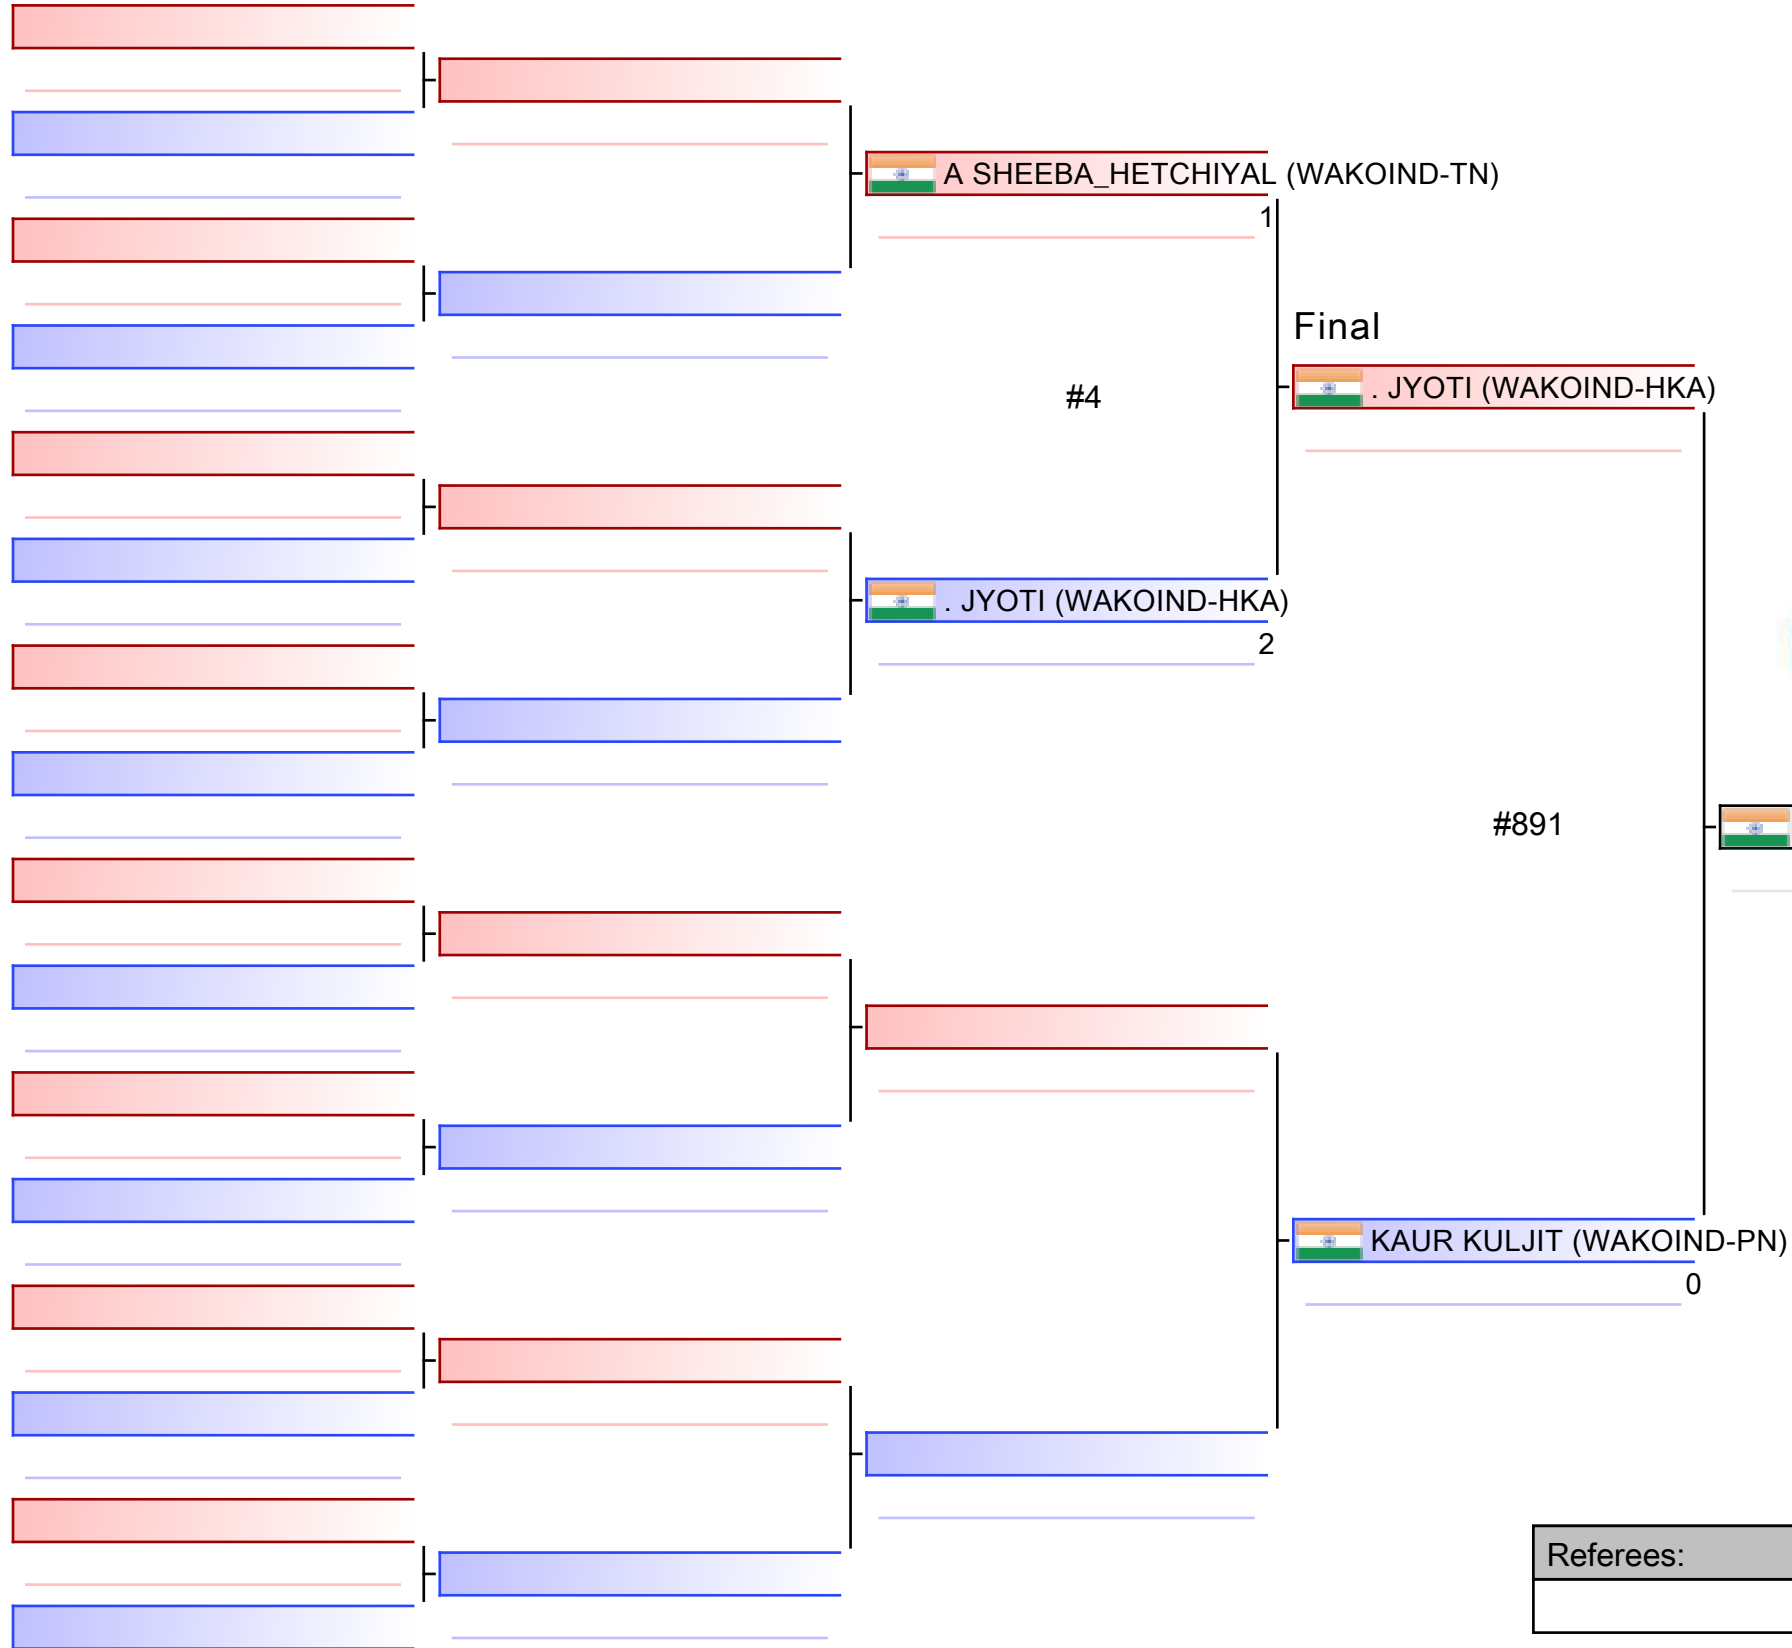 A SHEEBA_HETCHIYAL (WAKOIND-TN)
1
Final
. JYOTI (WAKOIND-HKA)
#4
. JYOTI (WAKOIND-HKA)
2
#891
KAUR KULJIT (WAKOIND-PN)
0
Referees: